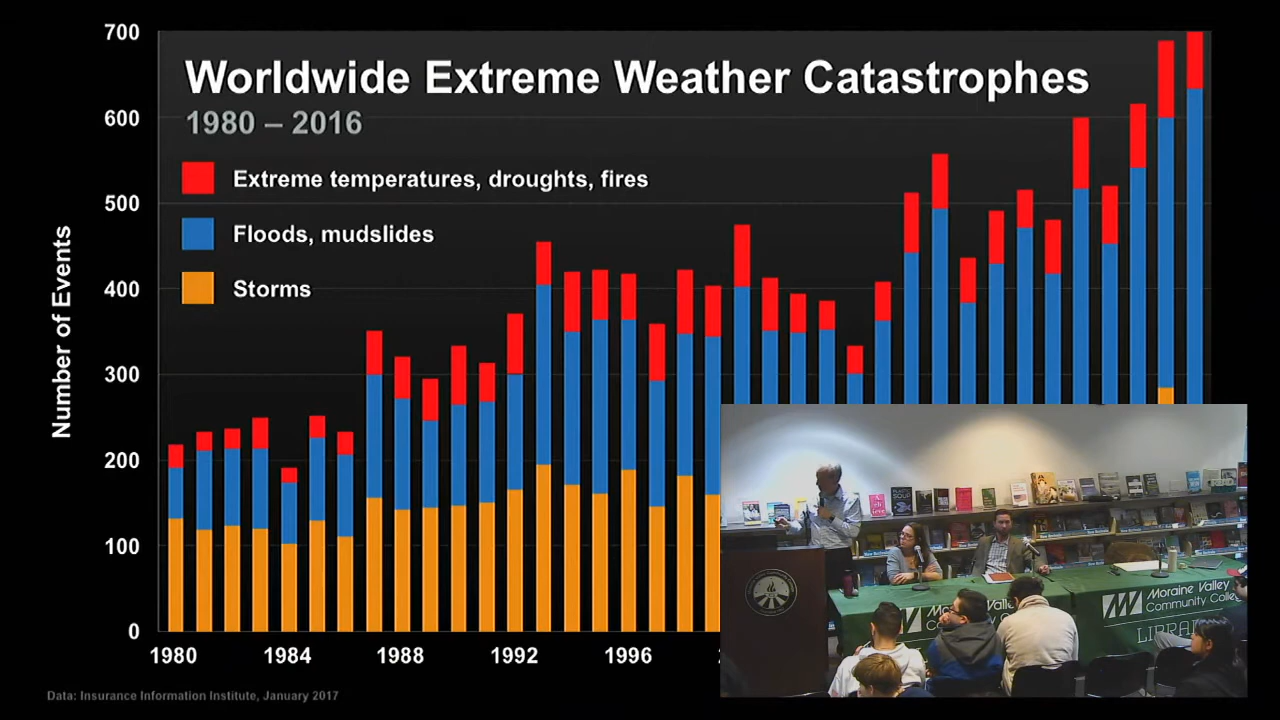 700
Worldwide Extreme Weather Catastrophes
1980 – 2016
600
Extreme temperatures, droughts, fires
500
Floods, mudslides
400
Storms
300
200
100
0
Number of Events
1980 1984 1988 1992 1996
Data: Insurance Information Institute, January 2017
Moraine Valley
Community College
LIBRA